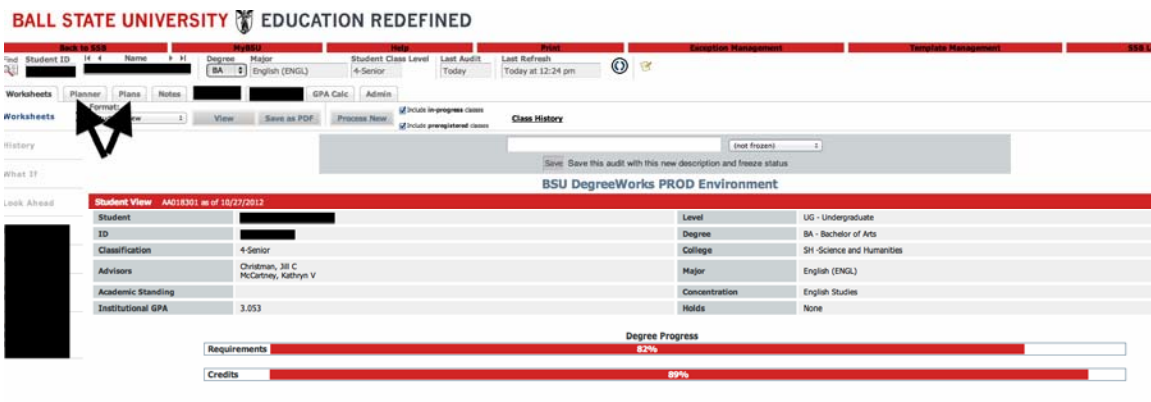 BALL STATE UNIVERSITY EDUCATION REDEFINED
Back to SSB MyBSU Help Print Exception Management Template Management SSB
Find Student ID Name Degree Major Student Class Level Last Audit Last Refresh
BA English (ENGL) 4-Senior Today Today at 12:24 pm
Worksheets Planner Plans Notes GPA Calc Admin
Worksheets Format: View Save as PDF Process New Include in-progress classes Class History
Include preregistered classes
History (not frozen)
Save Save this audit with this new description and freeze status
What If
BSU DegreeWorks PROD Environment
Look Ahead Student View AA018301 as of 10/27/2012
Student Level UG - Undergraduate
ID Degree BA - Bachelor of Arts
Classification 4-Senior College SH -Science and Humanities
Advisors Christman, Jill C Major English (ENGL)
McCartney, Kathryn V
Academic Standing Concentration English Studies
Institutional GPA 3.053 Holds None
Degree Progress
Requirements 82%
Credits 89%